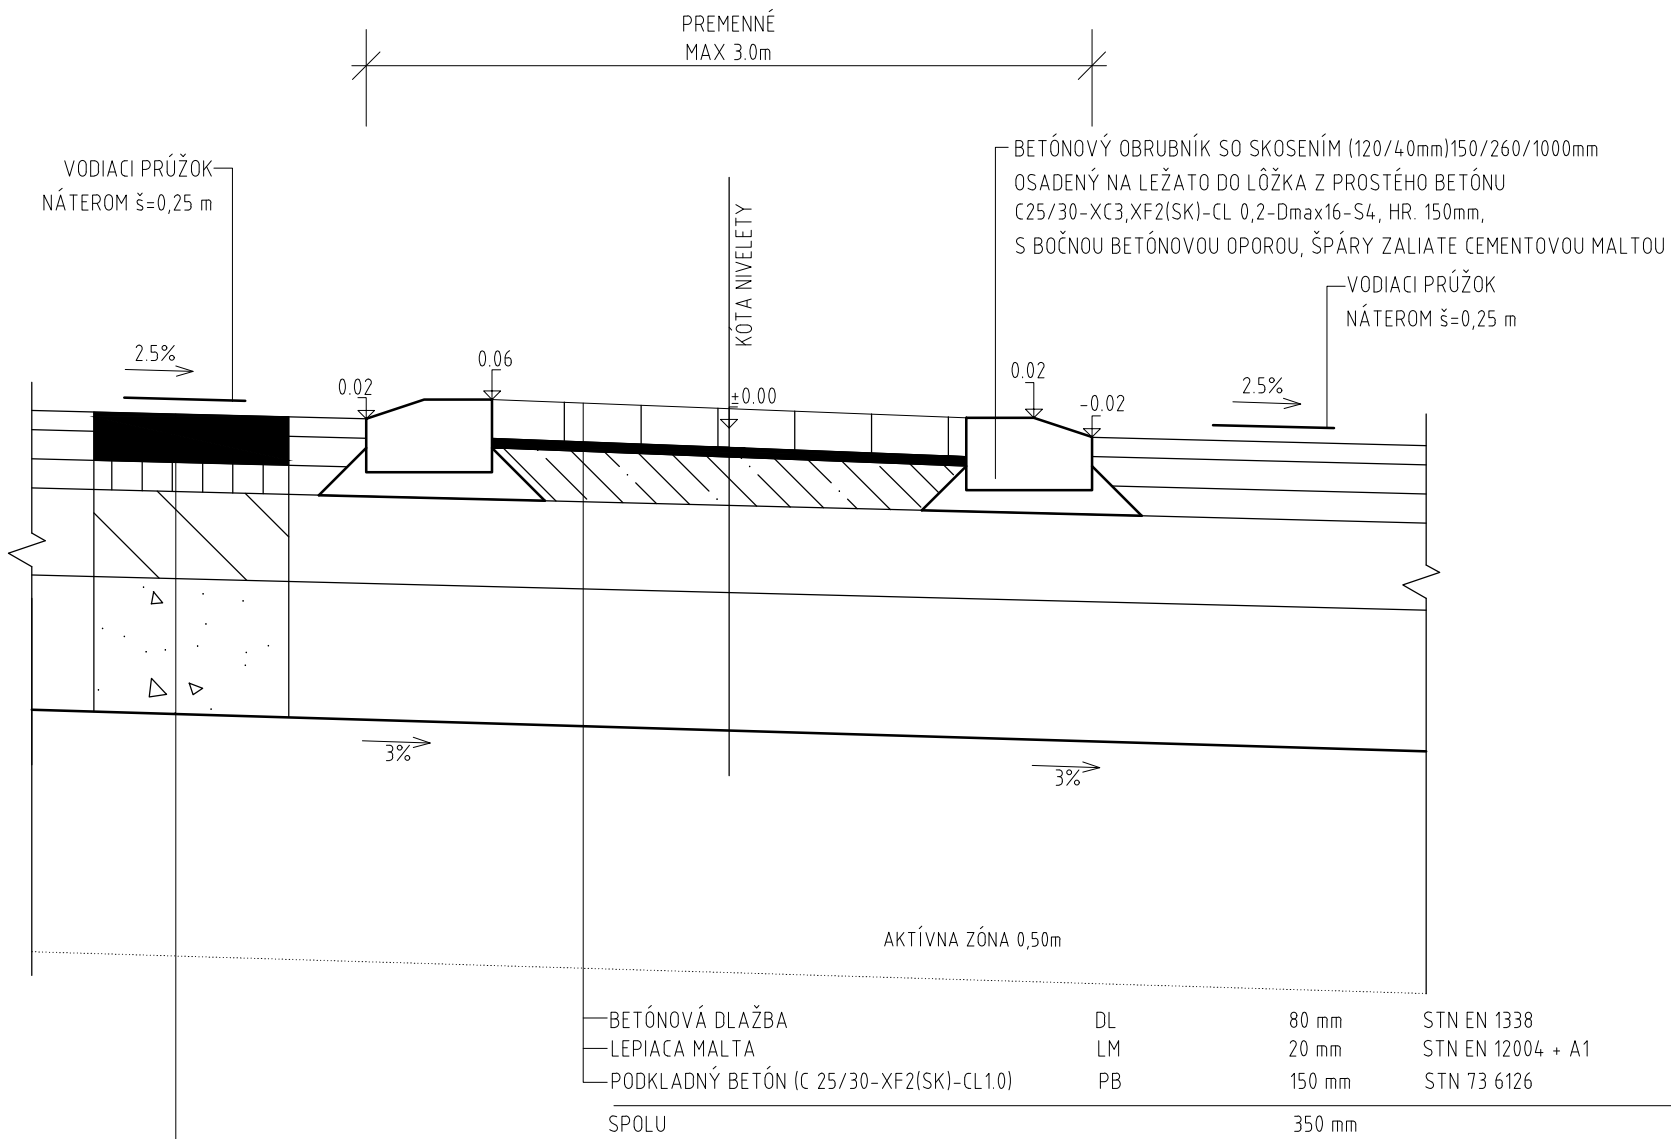 PREMENNÉ
MAX 3.0m
VODIACI PRÚŽOK
NÁTEROM š=0,25 m
BETÓNOVÝ OBRUBNÍK SO SKOSENÍM (120/40mm)150/260/1000mm
OSADENÝ NA LEŽATO DO LÔŽKA Z PROSTÉHO BETÓNU
C25/30-XC3,XF2(SK)-CL 0,2-Dmax16-S4, HR. 150mm,
S BOČNOU BETÓNOVOU OPOROU, ŠPÁRY ZALIATE CEMENTOVOU MALTOU
VODIACI PRÚŽOK
NÁTEROM š=0,25 m
KÓTA NIVELETY
2.5%
0.02
0.06
±0.00
0.02
-0.02
2.5%
3%
3%
AKTÍVNA ZÓNA 0,50m
BETÓNOVÁ DLAŽBA DL 80 mm STN EN 1338
LEPIACA MALTA LM 20 mm STN EN 12004 + A1
PODKLADNÝ BETÓN (C 25/30-XF2(SK)-CL1.0) PB 150 mm STN 73 6126
SPOLU 350 mm